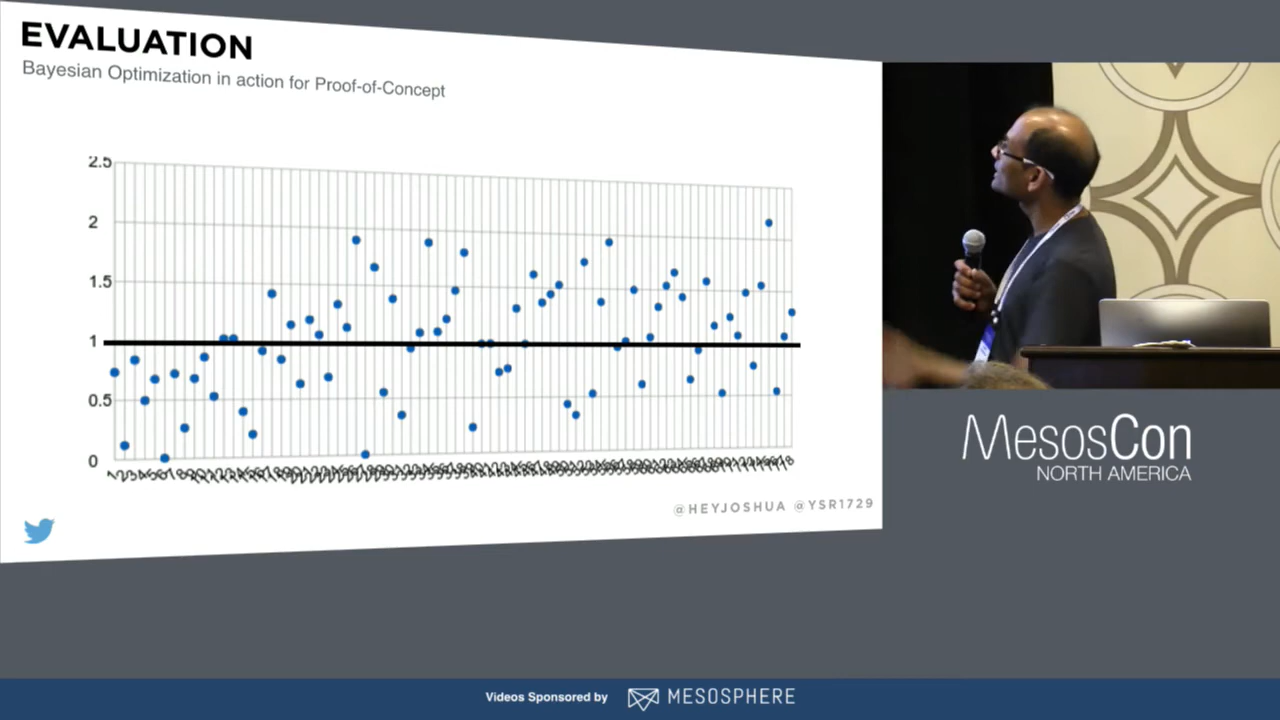 EVALUATION
Bayesian Optimization in action for Proof-of-Concept
2.5
2
1.5
1
0.5
0
@HEYJOSHUA @YSR1729
MesosCon
NORTH AMERICA
Videos Sponsored by MESOSPHERE